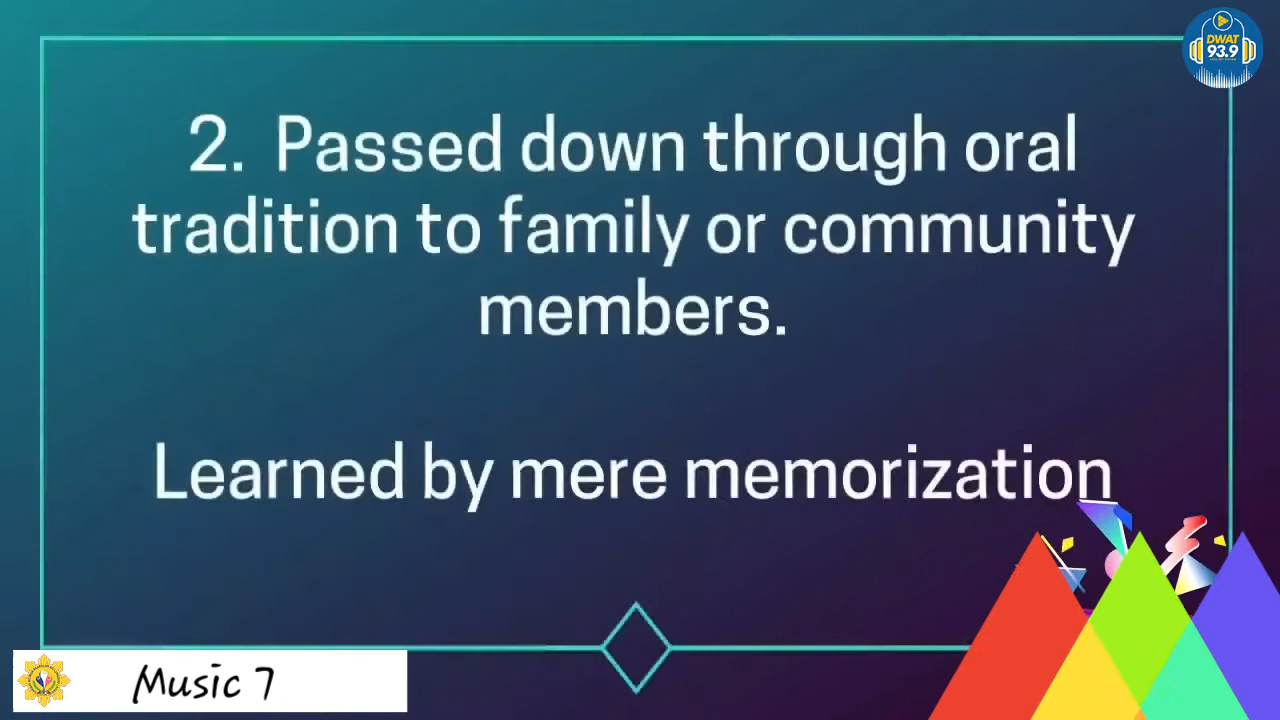 DWAT
93.9
2. Passed down through oral
tradition to family or community
members.
Learned by mere memorization
Music 7